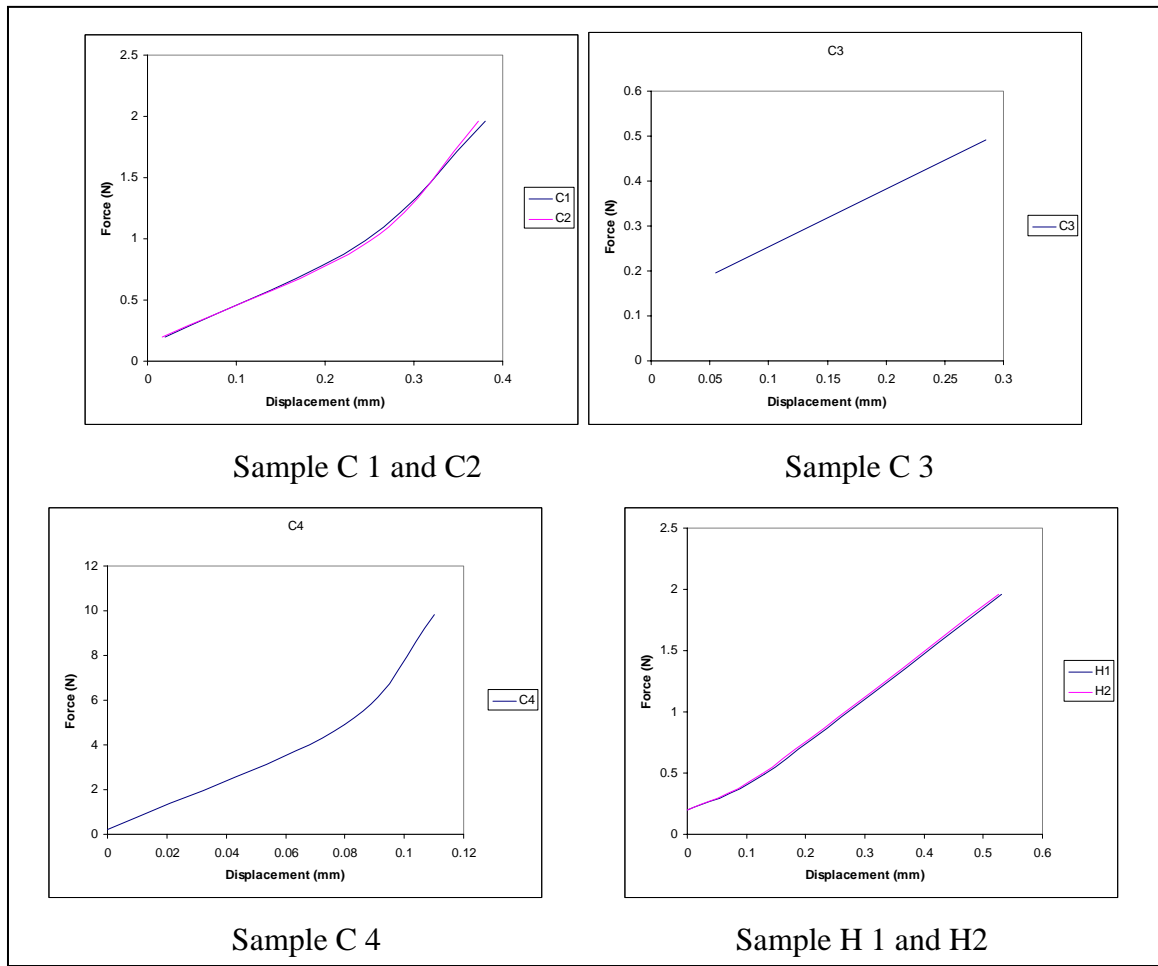 2.5
2
1.5
1
0.5
0
0 0.1 0.2 0.3 0.4
Displacement (mm)
Force (N)
C1
C2
C3
0.6
0.5
0.4
0.3
0.2
0.1
0
0 0.05 0.1 0.15 0.2 0.25 0.3
Displacement (mm)
Force (N)
C3
Sample C 1 and C2
Sample C 3
C4
12
10
8
6
4
2
0
0 0.02 0.04 0.06 0.08 0.1 0.12
Displacement (mm)
Force (N)
C4
2.5
2
1.5
1
0.5
0
0 0.1 0.2 0.3 0.4 0.5 0.6
Displacement (mm)
Force (N)
H1
H2
Sample C 4
Sample H 1 and H2